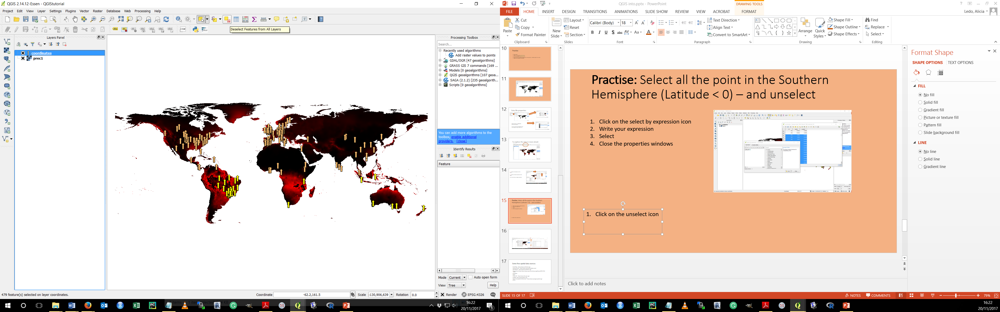 QGIS 2.14.12-Essen - QGIStutorial
Project Edit View Layer Settings Plugins Vector Raster Database Web Processing Help
abc
CSW
Deselect Features from All Layers
Layers Panel
coordinates
prec1
Processing Toolbox
Search...
Recently used algorithms
Add raster values to points
GDAL/OGR [47 geoalgorithms]
GRASS GIS 7 commands [169 ...
Models [0 geoalgorithms]
QGIS geoalgorithms [107 geoa...
SAGA (2.1.2) [235 geoalgorith...
Scripts [0 geoalgorithms]
You can add more algorithms to the
toolbox, enable additional
providers. [close]
Identify Results
Feature
Mode Current Auto open form
View Tree Help
479 feature(s) selected on layer coordinates.
Coordinate -62.2,161.5 Scale :130,906,639 Rotation 0.0 Render EPSG:4326
16:22
20/11/2017
QGIS into.pptx - PowerPoint
DRAWING TOOLS
FILE HOME INSERT DESIGN TRANSITIONS ANIMATIONS SLIDE SHOW REVIEW VIEW ACROBAT FORMAT
Ledo, Alicia
Paste Cut Copy Format Painter
Clipboard
New Slide Layout Reset Section
Slides
Calibri (Body) 18
B I U S abc AV Aa A
Font
Text Direction
Align Text
Convert to SmartArt
Paragraph
Arrange Quick Styles
Shape Fill
Shape Outline
Shape Effects
Drawing
Find
Replace
Select
Editing
10
11
12
13
14
15
16
17
Practise: Select all the point in the Southern
Hemisphere (Latitude < 0) – and unselect
1. Click on the select by expression icon
2. Write your expression
3. Select
4. Close the properties windows
1. Click on the unselect icon
Click to add notes
Format Shape
SHAPE OPTIONS TEXT OPTIONS
FILL
No fill
Solid fill
Gradient fill
Picture or texture fill
Pattern fill
Slide background fill
LINE
No line
Solid line
Gradient line
SLIDE 15 OF 17
NOTES COMMENTS 79%
16:22
20/11/2017